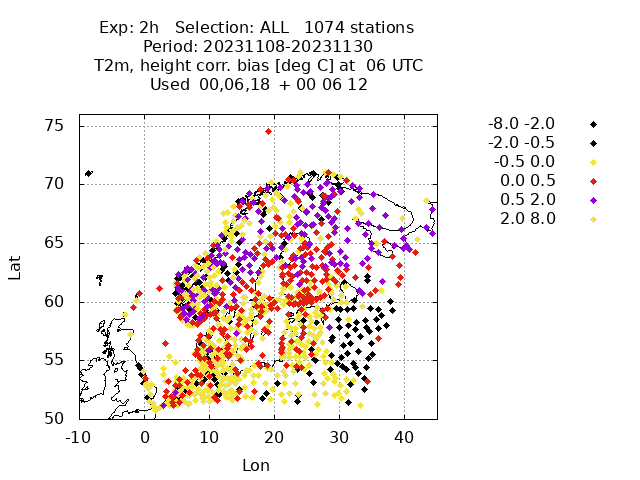 Exp: 2h   Selection: ALL   1074 stations
Period: 20231108-20231130
T2m, height corr. bias [deg C] at  06 UTC
Used  00,06,18  + 00 06 12
-8.0 -2.0
-2.0 -0.5
-0.5 0.0
0.0 0.5
0.5 2.0
2.0 8.0
75
70
65
60
55
50
Lat
-10 0 10 20 30 40
Lon